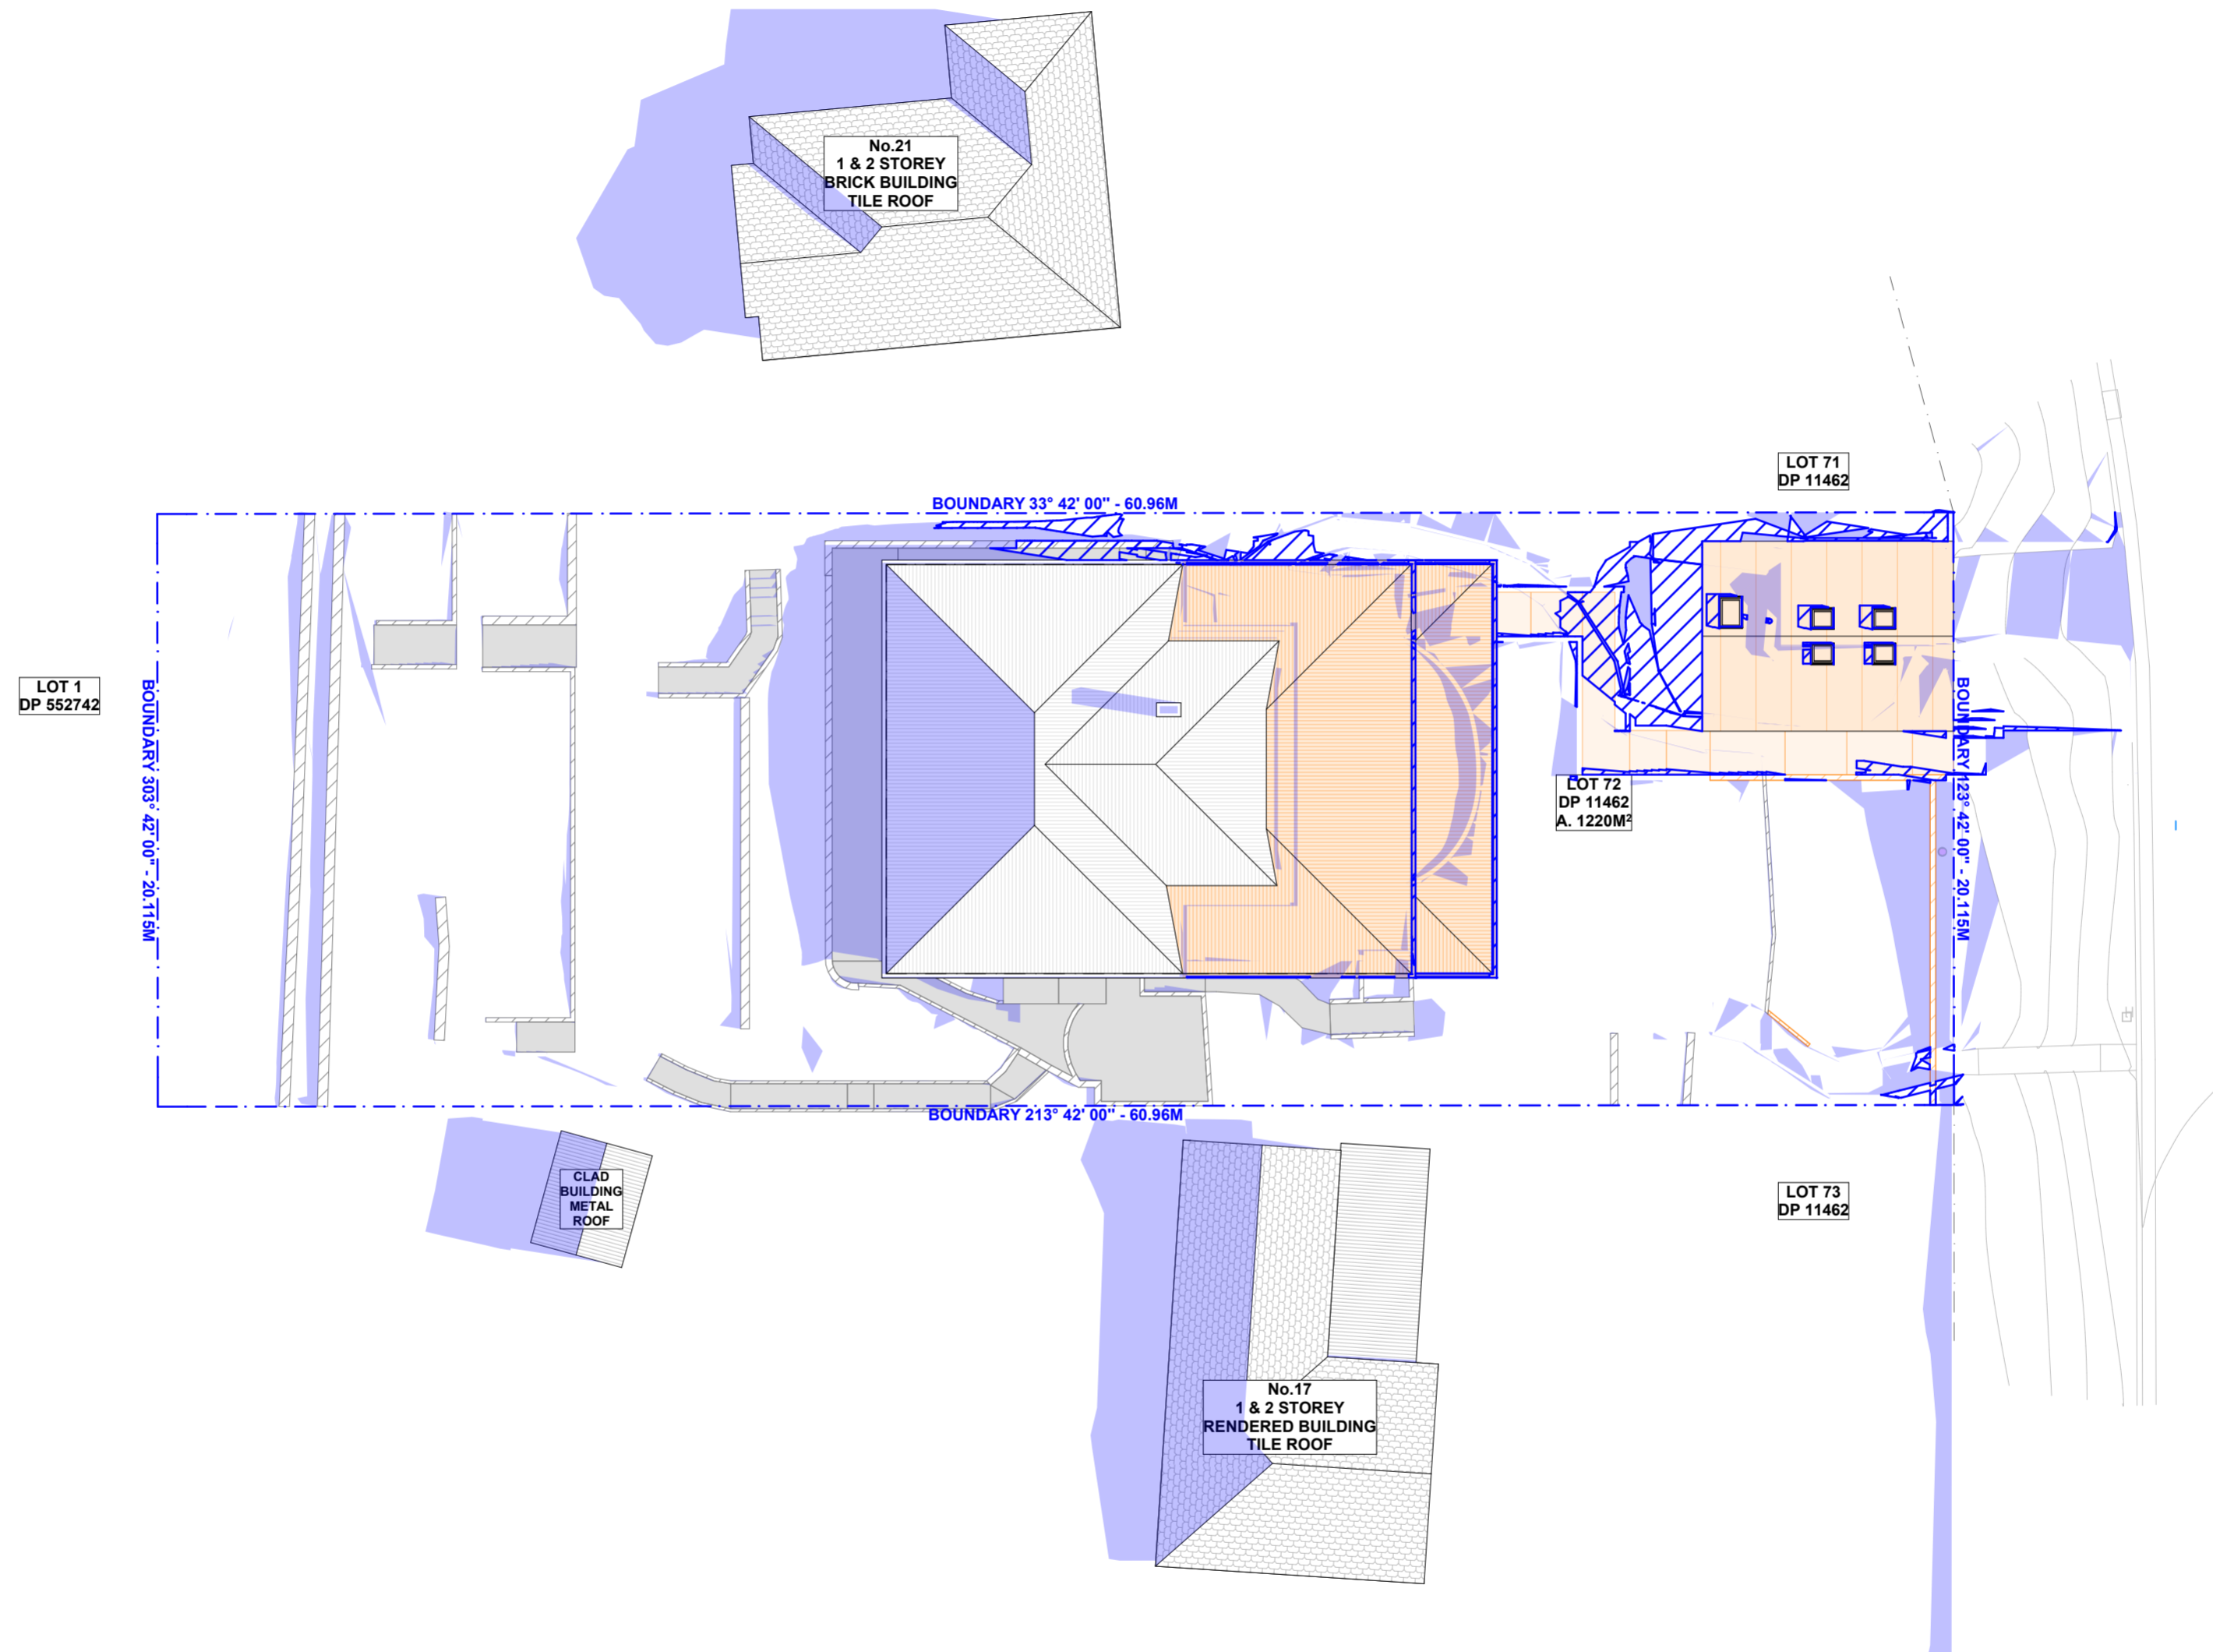 No.21
1 & 2 STOREY
BRICK BUILDING
TILE ROOF
LOT 71
DP 11462
BOUNDARY 33° 42' 00" - 60.96M
LOT 1
DP 552742
BOUNDARY 303° 42' 00" - 20.115M
BOUNDARY 123° 42' 00" - 20.115M
LOT 72
DP 11462
A. 1220M²
BOUNDARY 213° 42' 00" - 60.96M
CLAD
BUILDING
METAL
ROOF
LOT 73
DP 11462
No.17
1 & 2 STOREY
RENDERED BUILDING
TILE ROOF